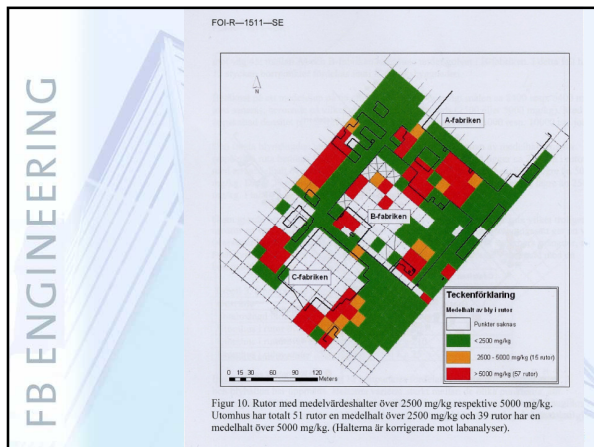 FOI-R—1511—SE
FB ENGINEERING
N
A-fabriken
B-fabriken
C-fabriken
Teckenförklaring
Medelhalt av bly i rutor
Punkter saknas
<2500 mg/kg
2500 - 5000 mg/kg (15 rutor)
> 5000 mg/kg (57 rutor)
0 15 30 60 90 120
Meters
Figur 10. Rutor med medelvärdeshalter över 2500 mg/kg respektive 5000 mg/kg.
Utomhus har totalt 51 rutor en medelhalt över 2500 mg/kg och 39 rutor har en
medelhalt över 5000 mg/kg. (Halterna är korrigerade mot labanalyser).